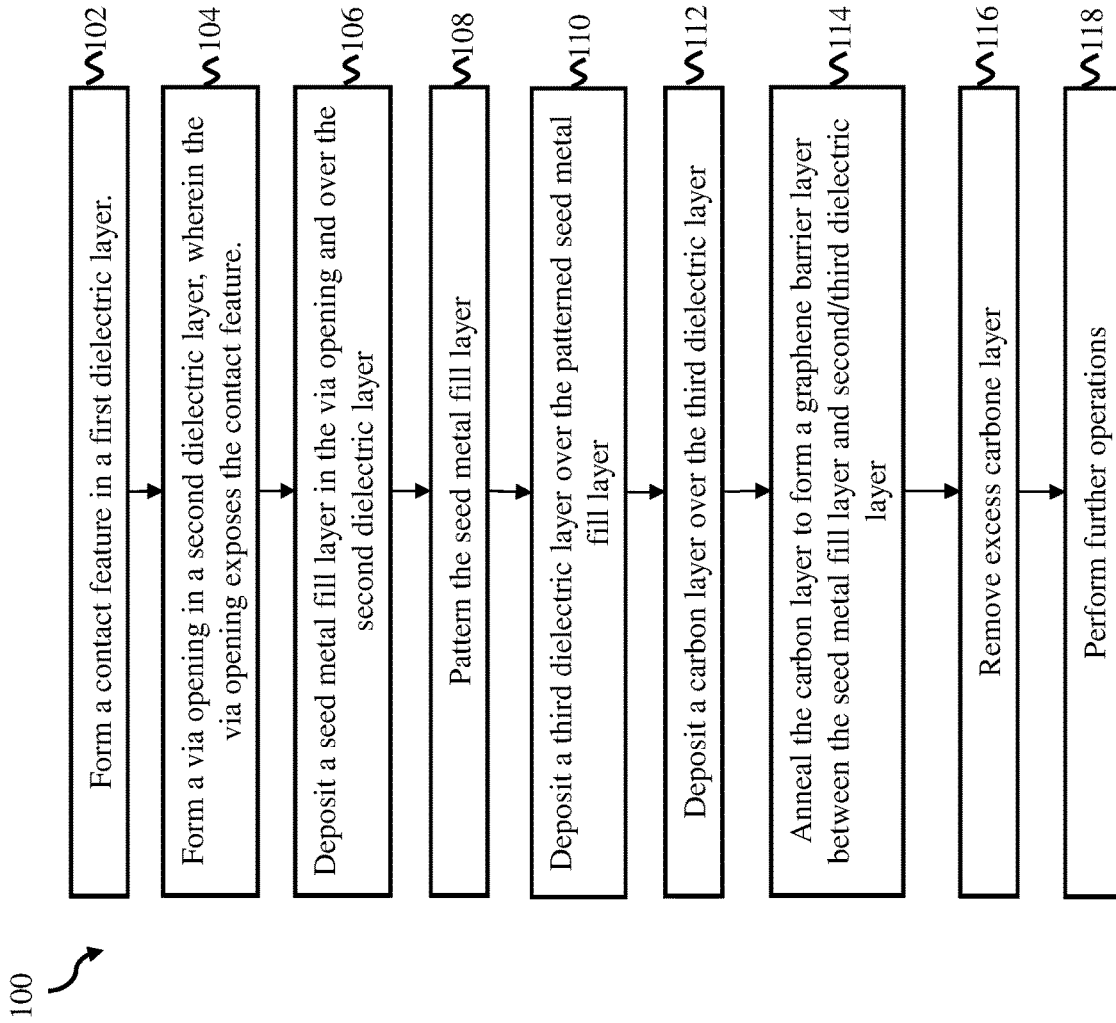 100
Form a contact feature in a first dielectric layer.
102
Form a via opening in a second dielectric layer, wherein the
via opening exposes the contact feature.
104
Deposit a seed metal fill layer in the via opening and over the
second dielectric layer
106
Pattern the seed metal fill layer
108
Deposit a third dielectric layer over the patterned seed metal
fill layer
110
Deposit a carbon layer over the third dielectric layer
112
Anneal the carbon layer to form a graphene barrier layer
between the seed metal fill layer and second/third dielectric
layer
114
Remove excess carbone layer
116
Perform further operations
118